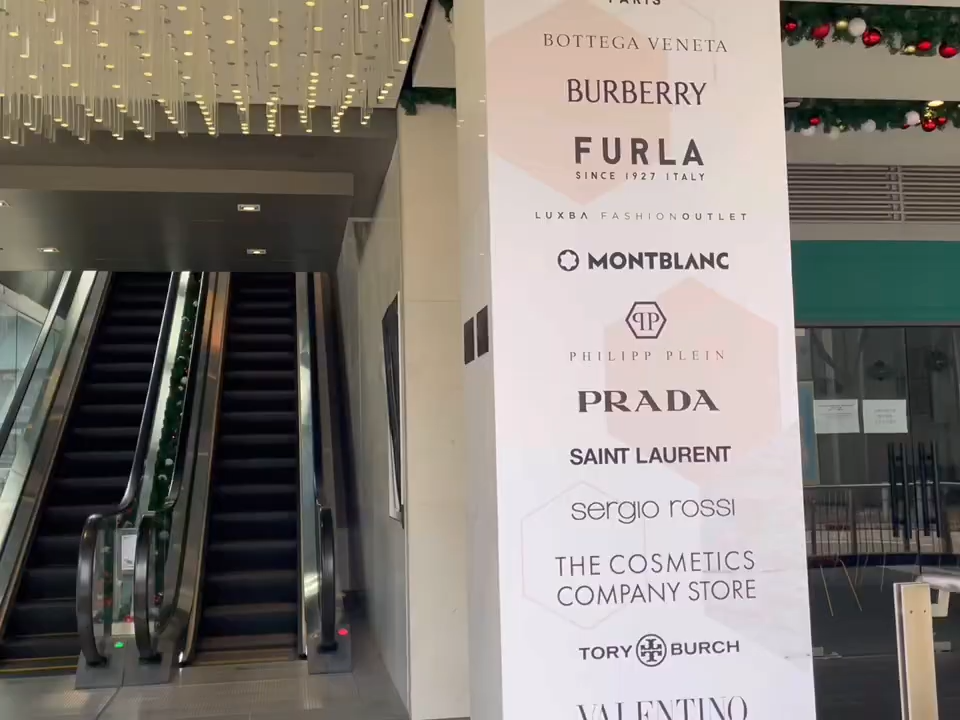 PARIS
BOTTEGA VENETA
BURBERRY
FURLA
SINCE 1927 ITALY
LUXBA FASHIONOUTLET
MONTBLANC
PHILIPP PLEIN
PRADA
SAINT LAURENT
sergio rossi
THE COSMETICS
COMPANY STORE
TORY BURCH
VALENTINO